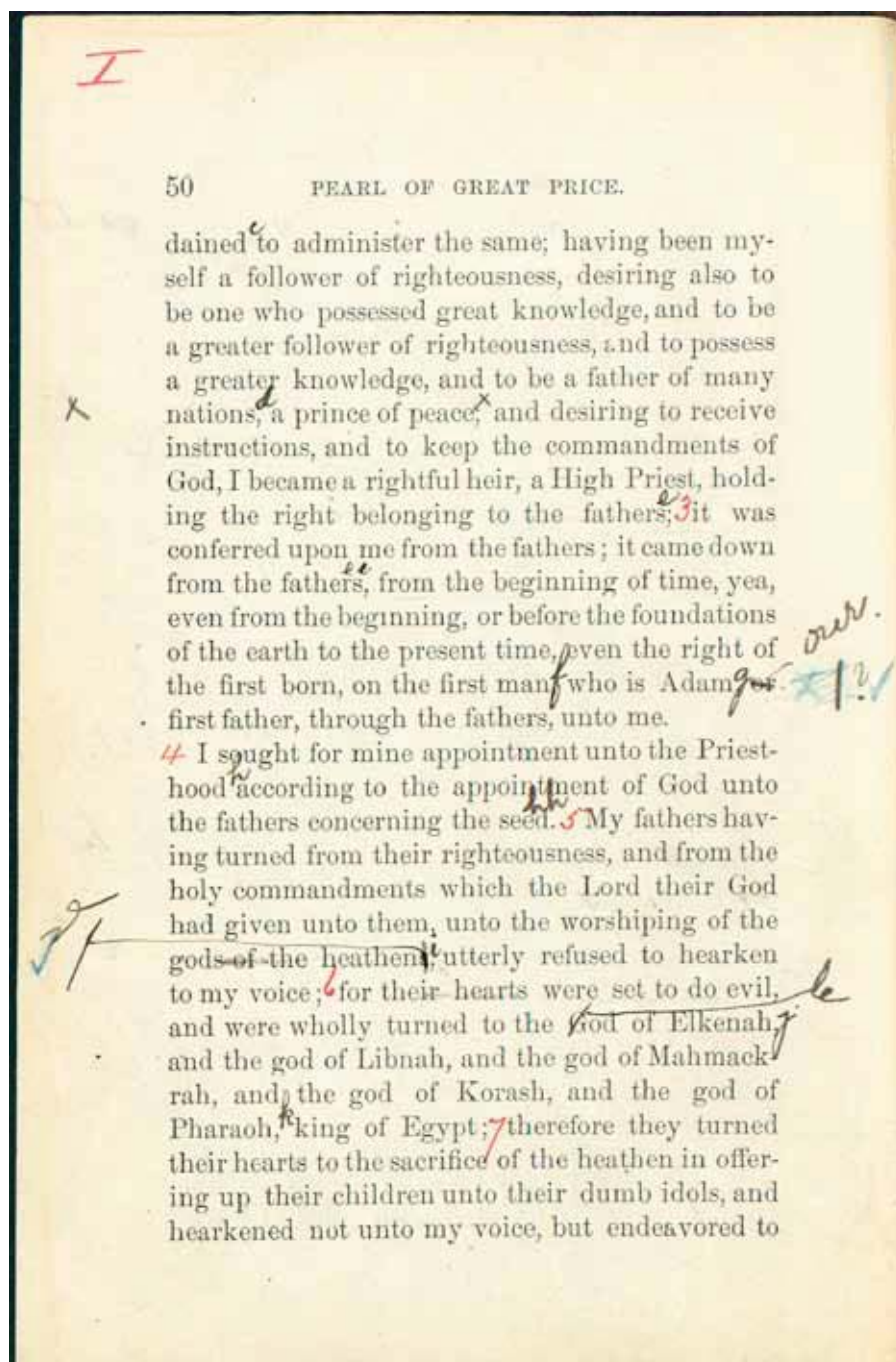 I
50 PEARL OF GREAT PRICE.
dained c to administer the same; having been my-
self a follower of righteousness, desiring also to
be one who possessed great knowledge, and to be
a greater follower of righteousness, and to possess
a greater knowledge, and to be a father of many
x nations, d a prince of peace, x and desiring to receive
instructions, and to keep the commandments of
God, I became a rightful heir, a High Priest, hold-
ing the right belonging to the fathers; e 3 it was
conferred upon me from the fathers; it came down
from the fathers, ee from the beginning of time, yea,
even from the beginning, or before the foundations
of the earth to the present time, even the right of over.
the first born, on the first man f who is Adam g or 1?
first father, through the fathers, unto me.
4 I sought for mine appointment unto the Priest-
hood h according to the appointment of God unto
the fathers concerning the seed. hh 5 My fathers hav-
ing turned from their righteousness, and from the
holy commandments which the Lord their God
had given unto them, unto the worshiping of the
gods of the heathen, i utterly refused to hearken
to my voice; 6 for their hearts were set to do evil, lc
and were wholly turned to the God of Elkenah, j
and the god of Libnah, and the god of Mahmack-
rah, and the god of Korash, and the god of
Pharaoh, k king of Egypt; 7 therefore they turned
their hearts to the sacrifice of the heathen in offer-
ing up their children unto their dumb idols, and
hearkened not unto my voice, but endeavored to